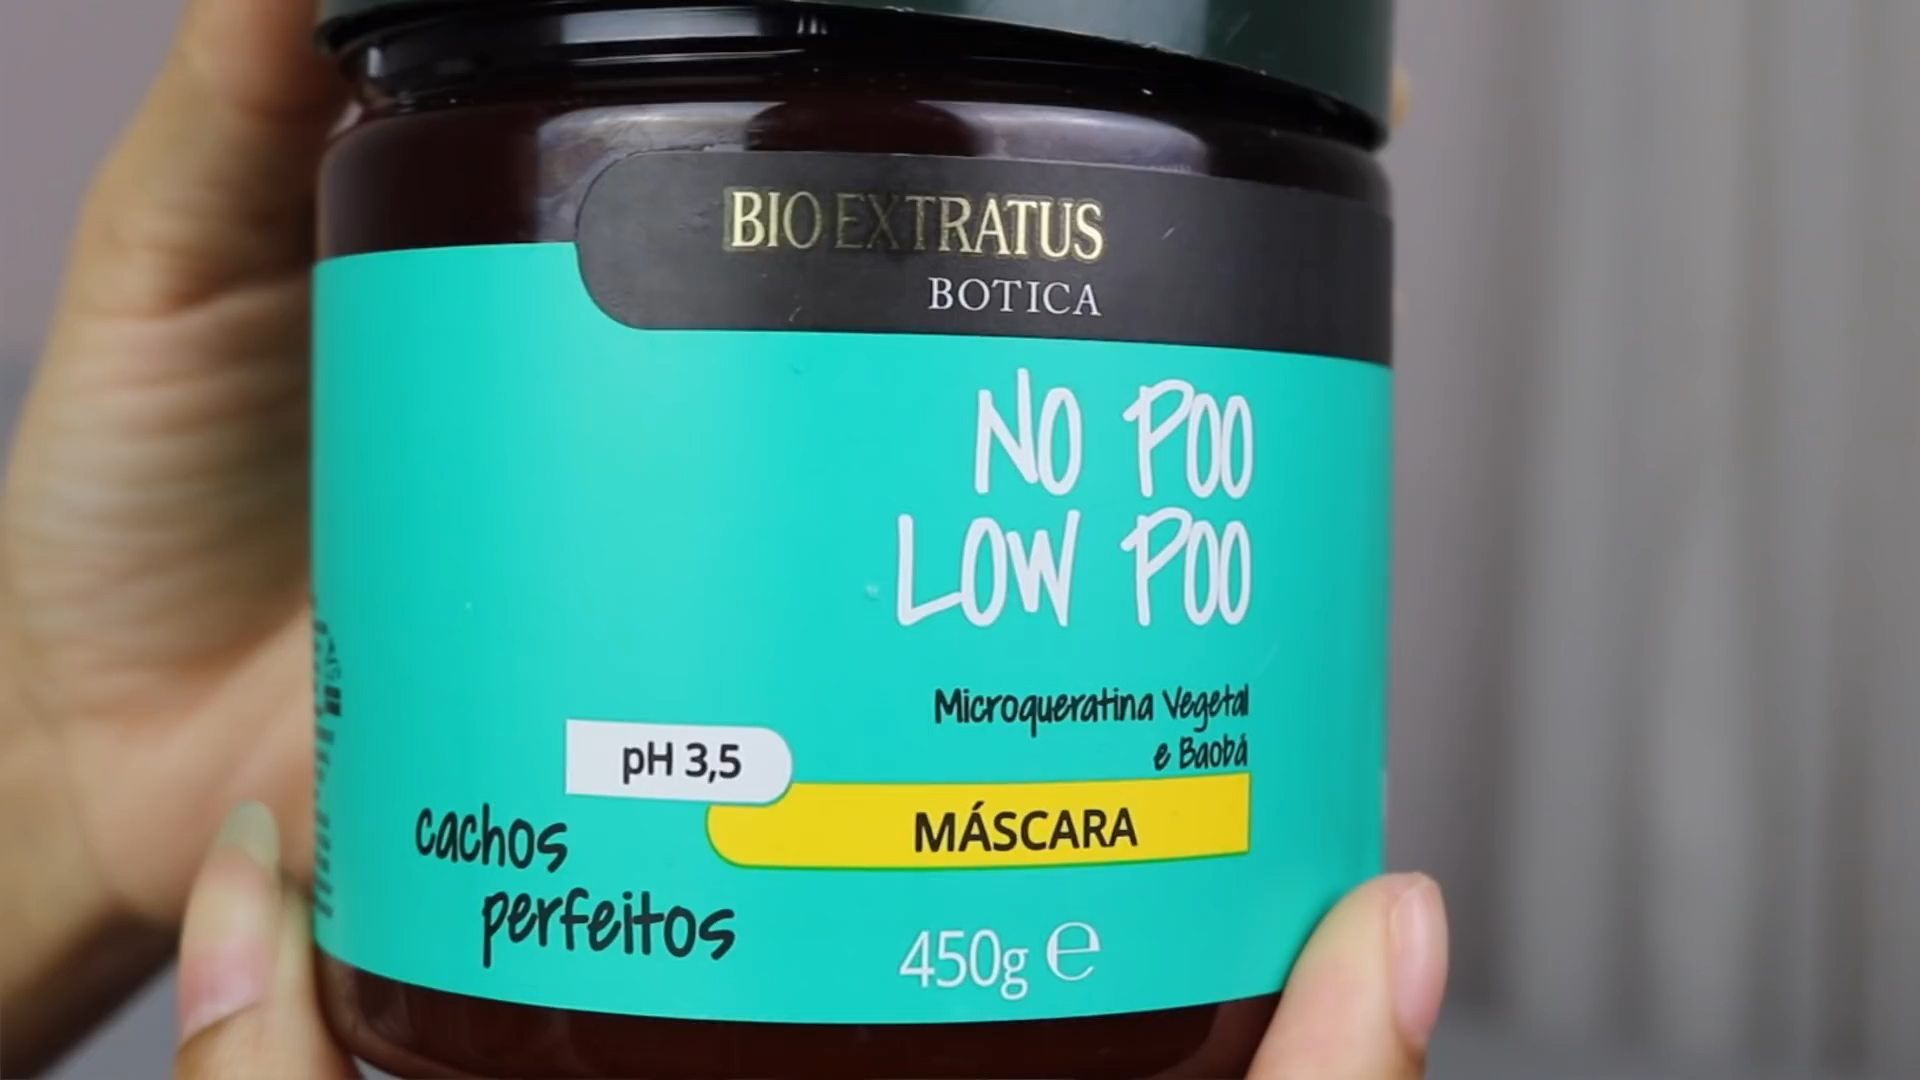 BIO EXTRATUS
BOTICA
NO POO
LOW POO
Microqueratina Vegetal
e Baobá
pH 3,5
MÁSCARA
cachos
perfeitos
450g ℮